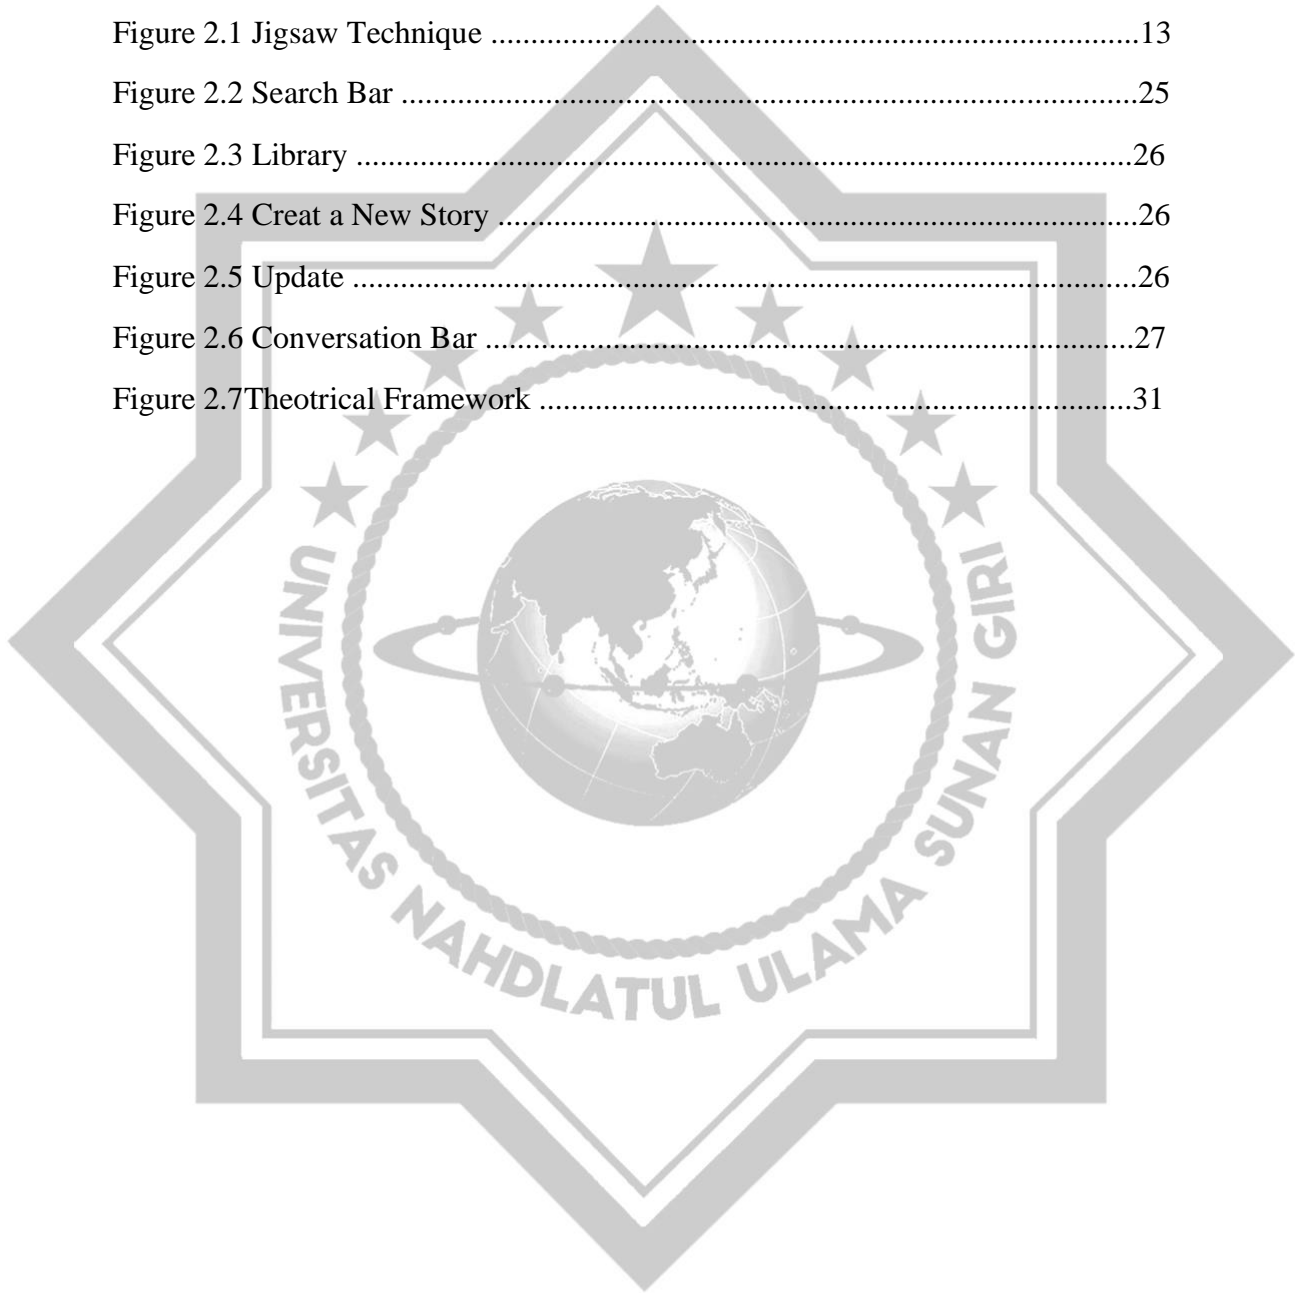 Figure 2.1 Jigsaw Technique ................................................................................13
Figure 2.2 Search Bar ...........................................................................................25
Figure 2.3 Library ................................................................................................26
Figure 2.4 Creat a New Story ...............................................................................26
Figure 2.5 Update .................................................................................................26
Figure 2.6 Conversation Bar ................................................................................27
Figure 2.7Theotrical Framework .........................................................................31
UNIVERSITAS NAHDLATUL ULAMA SUNAN GIRI